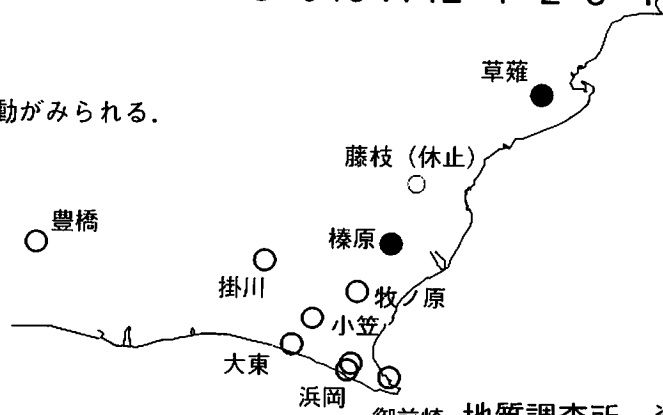 草薙
動がみられる.
藤枝（休止）
豊橋
榛原
掛川
牧ノ原
小笠
大東
浜岡
御前崎
地質調査所